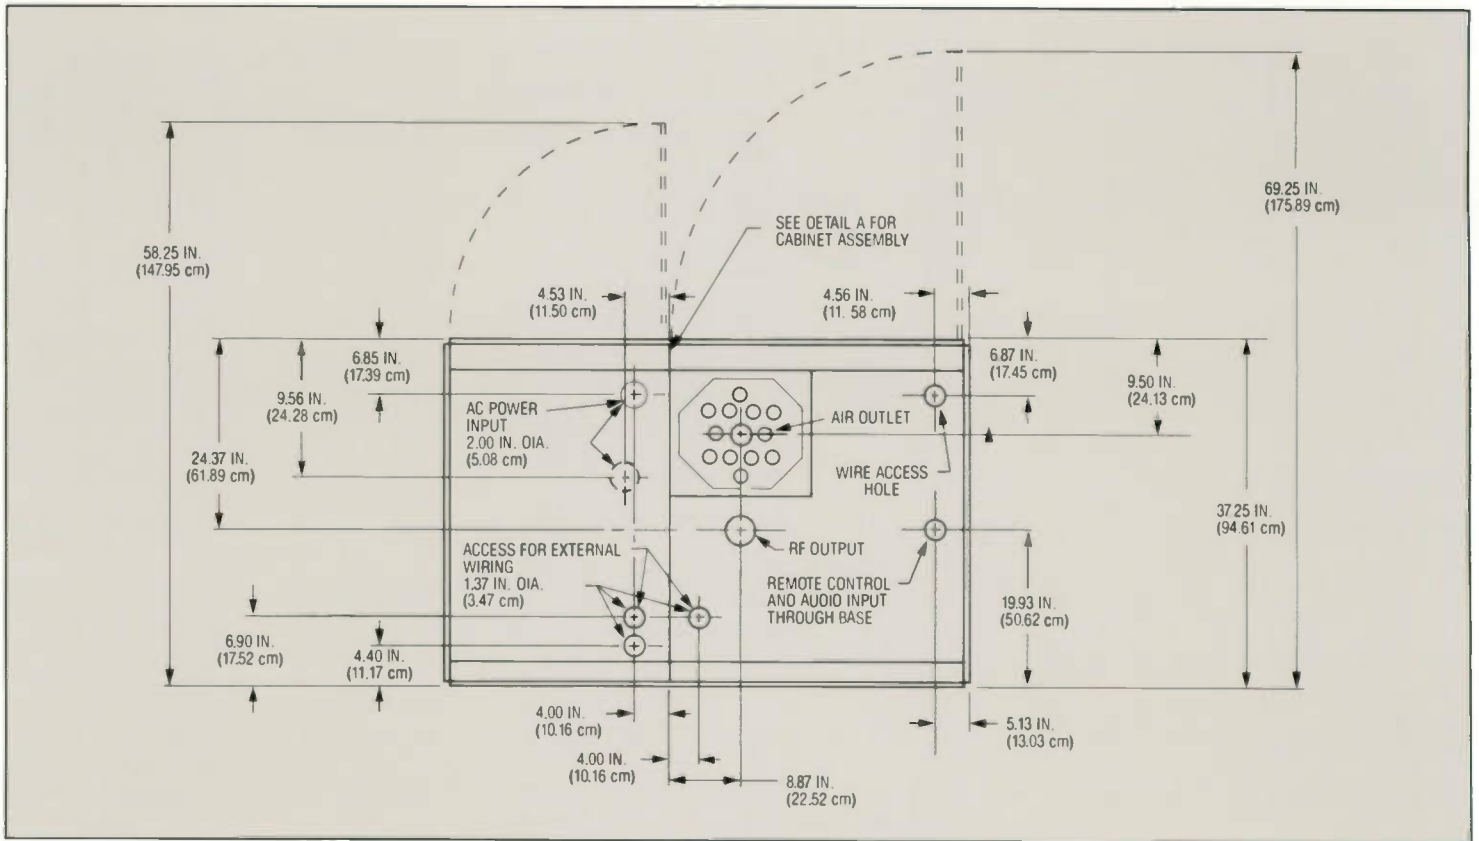 69.25 IN.
(175.89 cm)
SEE DETAIL A FOR
CABINET ASSEMBLY
58.25 IN.
(147.95 cm)
4.53 IN.
(11.50 cm)
4.56 IN.
(11. 58 cm)
6.85 IN.
(17.39 cm)
6.87 IN.
(17.45 cm)
9.50 IN.
(24.13 cm)
9.56 IN.
(24.28 cm)
AC POWER
INPUT
2.00 IN. DIA.
(5.08 cm)
AIR OUTLET
24.37 IN.
(61.89 cm)
WIRE ACCESS
HOLE
37.25 IN.
(94.61 cm)
ACCESS FOR EXTERNAL
WIRING
1.37 IN. DIA.
(3.47 cm)
RF OUTPUT
REMOTE CONTROL
AND AUDIO INPUT
THROUGH BASE
19.93 IN.
(50.62 cm)
6.90 IN.
(17.52 cm)
4.40 IN.
(11.17 cm)
4.00 IN.
(10.16 cm)
5.13 IN.
(13.03 cm)
4.00 IN.
(10.16 cm)
8.87 IN.
(22.52 cm)